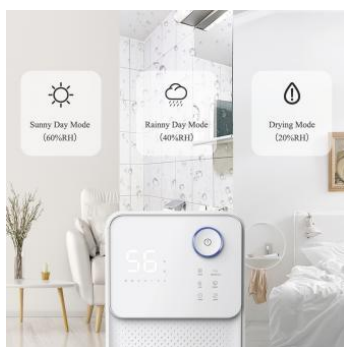 Sunny Day Mode
(60%RH)
Rainny Day Mode
(40%RH)
Drying Mode
(20%RH)
56